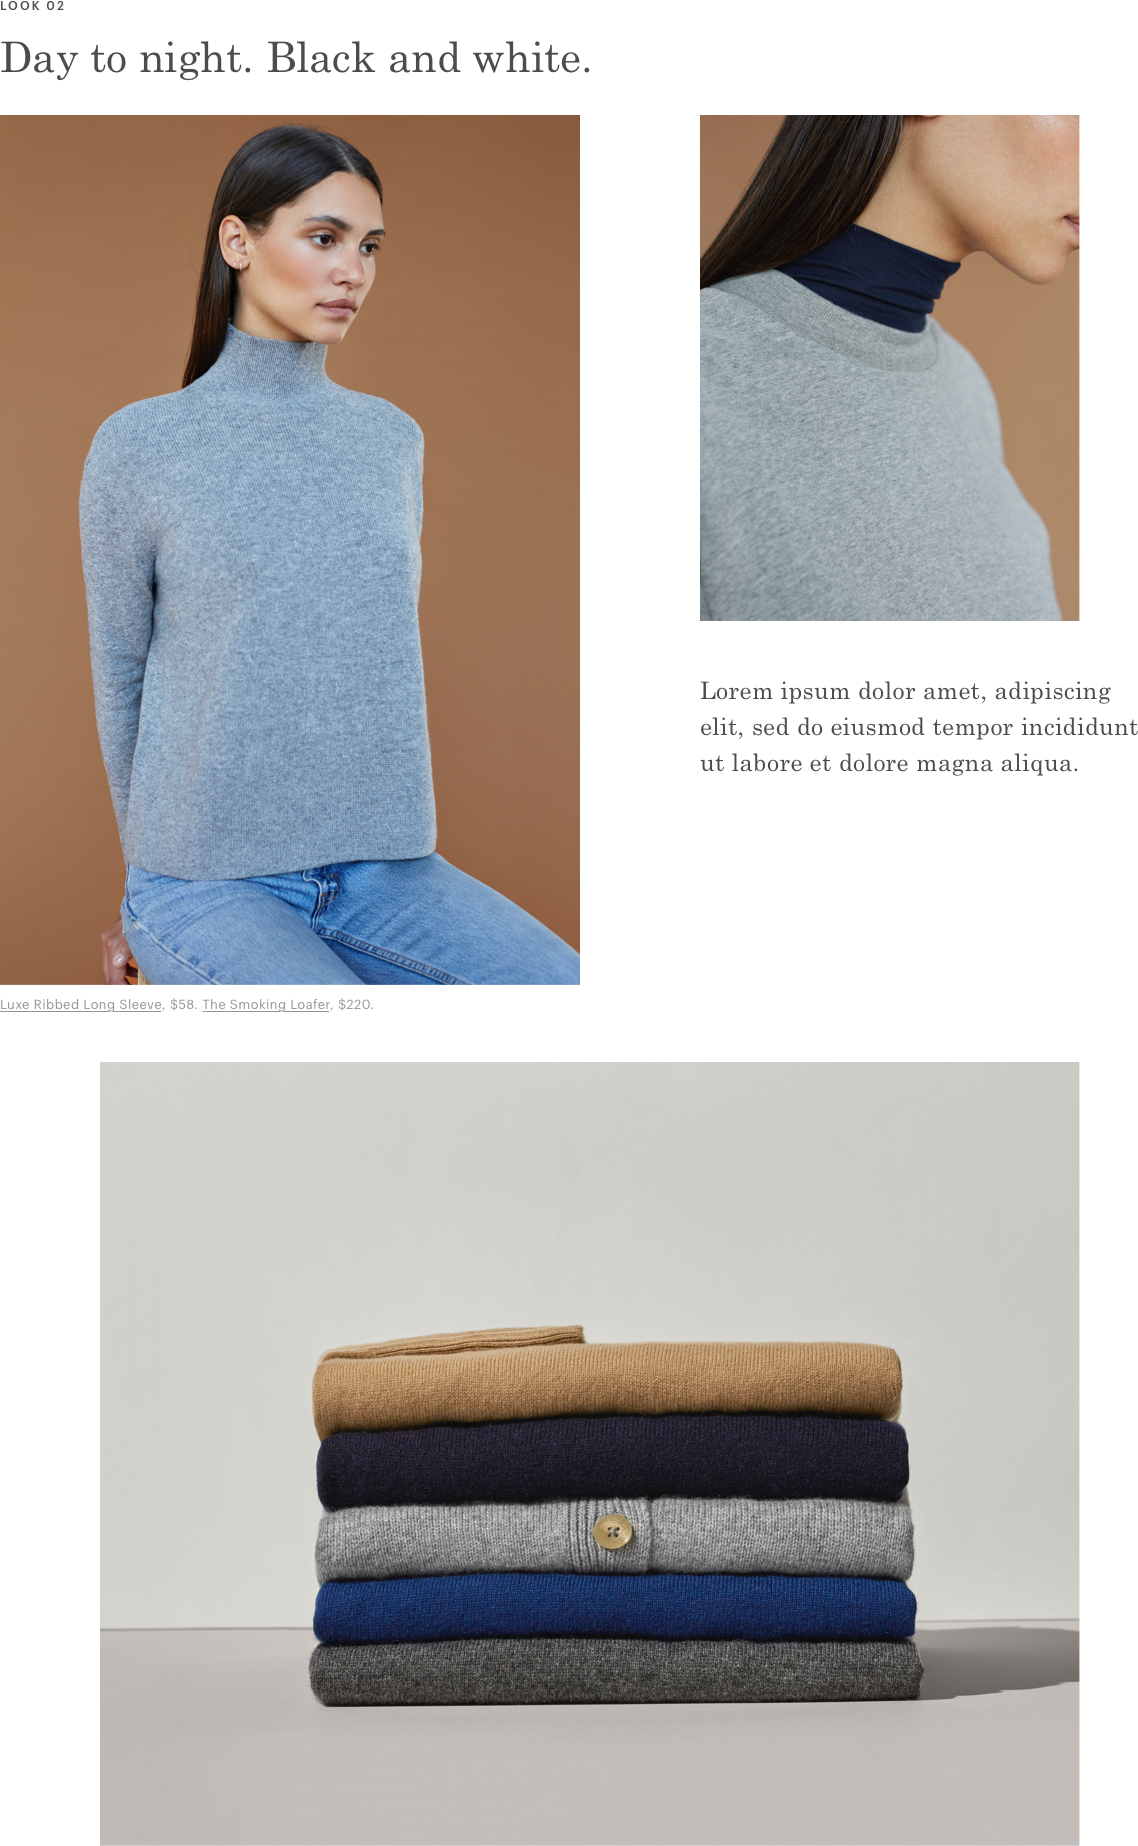 LOOK 02
Day to night. Black and white.
Lorem ipsum dolor amet, adipiscing
elit, sed do eiusmod tempor incididunt
ut labore et dolore magna aliqua.
Luxe Ribbed Long Sleeve, $58. The Smoking Loafer, $220.